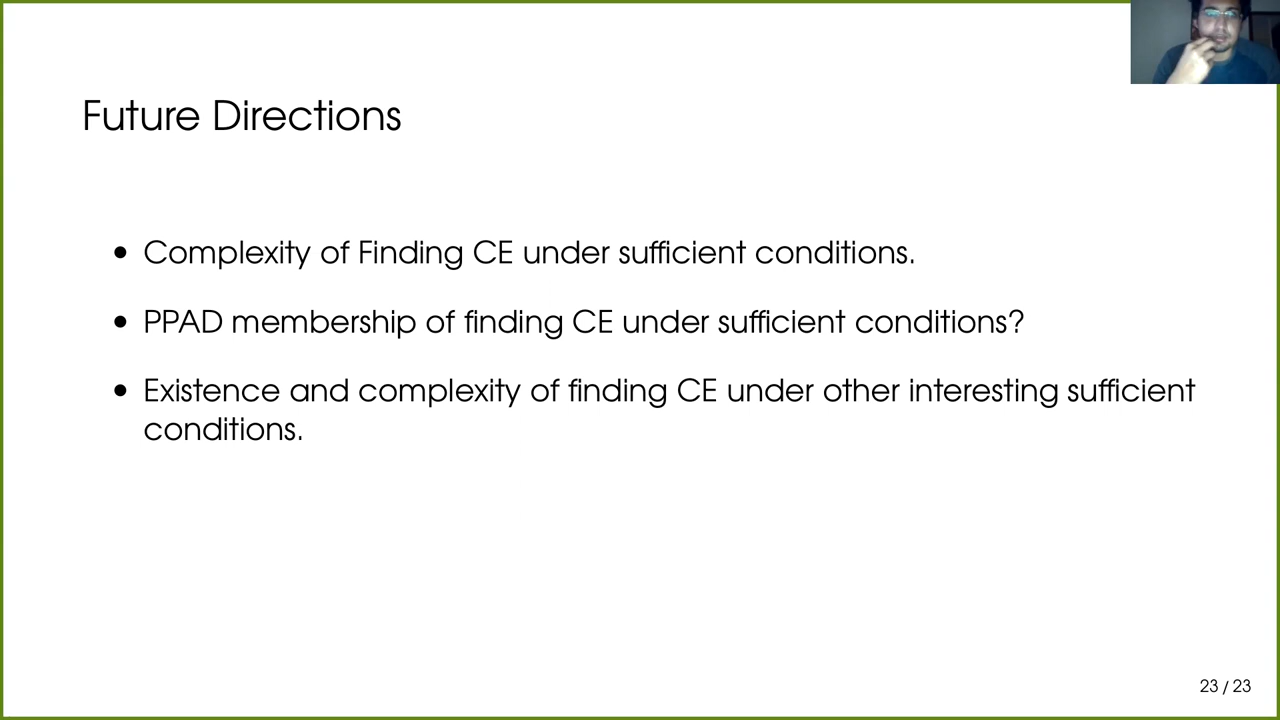 Future Directions
• Complexity of Finding CE under sufficient conditions.
• PPAD membership of finding CE under sufficient conditions?
• Existence and complexity of finding CE under other interesting sufficient
conditions.
23 / 23